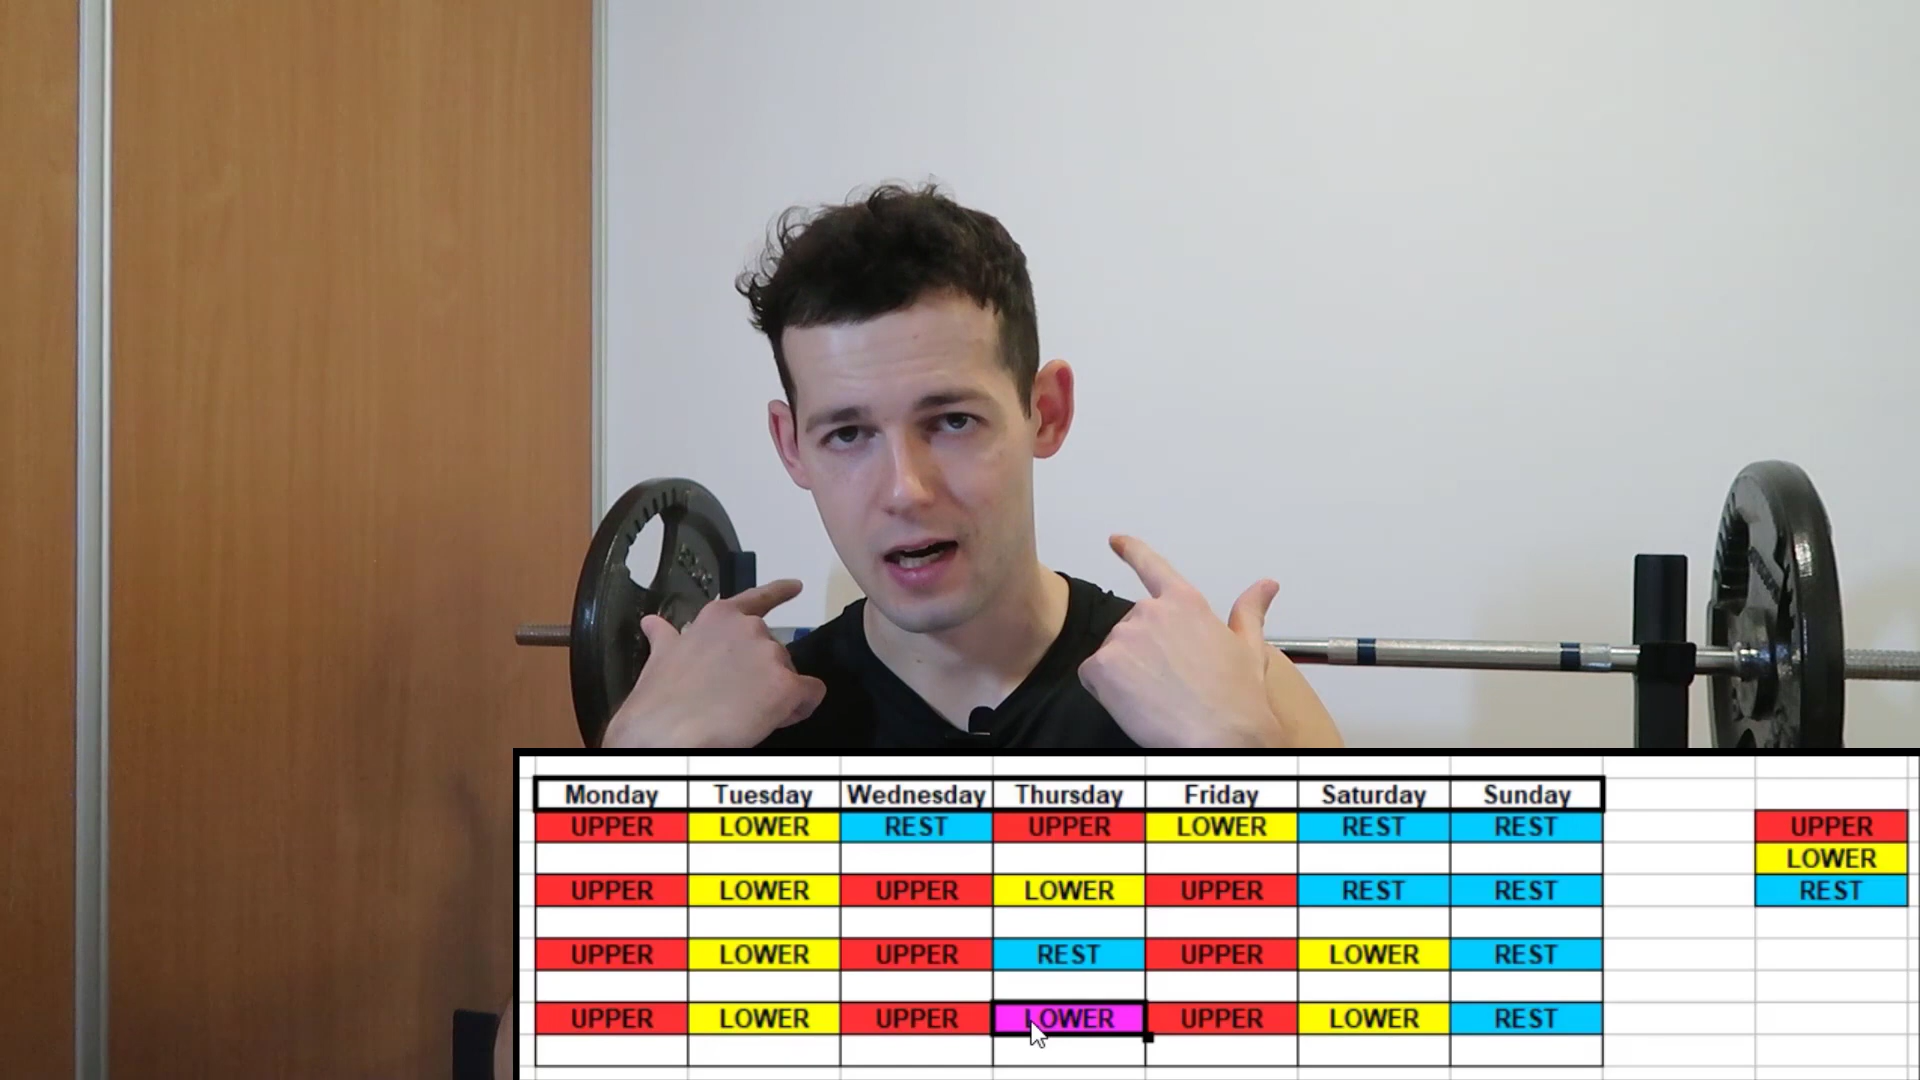 Monday Tuesday Wednesday Thursday Friday Saturday Sunday
UPPER LOWER REST UPPER LOWER REST REST UPPER
LOWER
UPPER LOWER UPPER LOWER UPPER REST REST REST
UPPER LOWER UPPER REST UPPER LOWER REST
UPPER LOWER UPPER LOWER UPPER LOWER REST